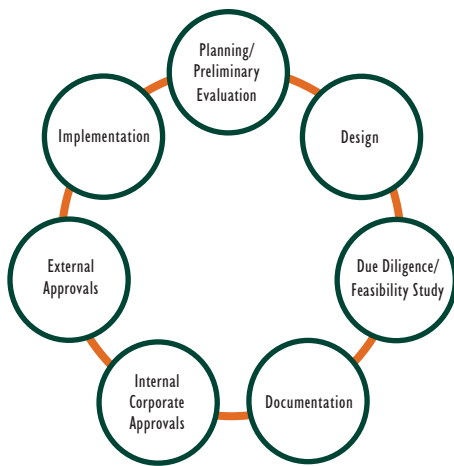 Planning/
Preliminary
Evaluation
Design
Due Diligence/
Feasibility Study
Documentation
Internal
Corporate
Approvals
External
Approvals
Implementation